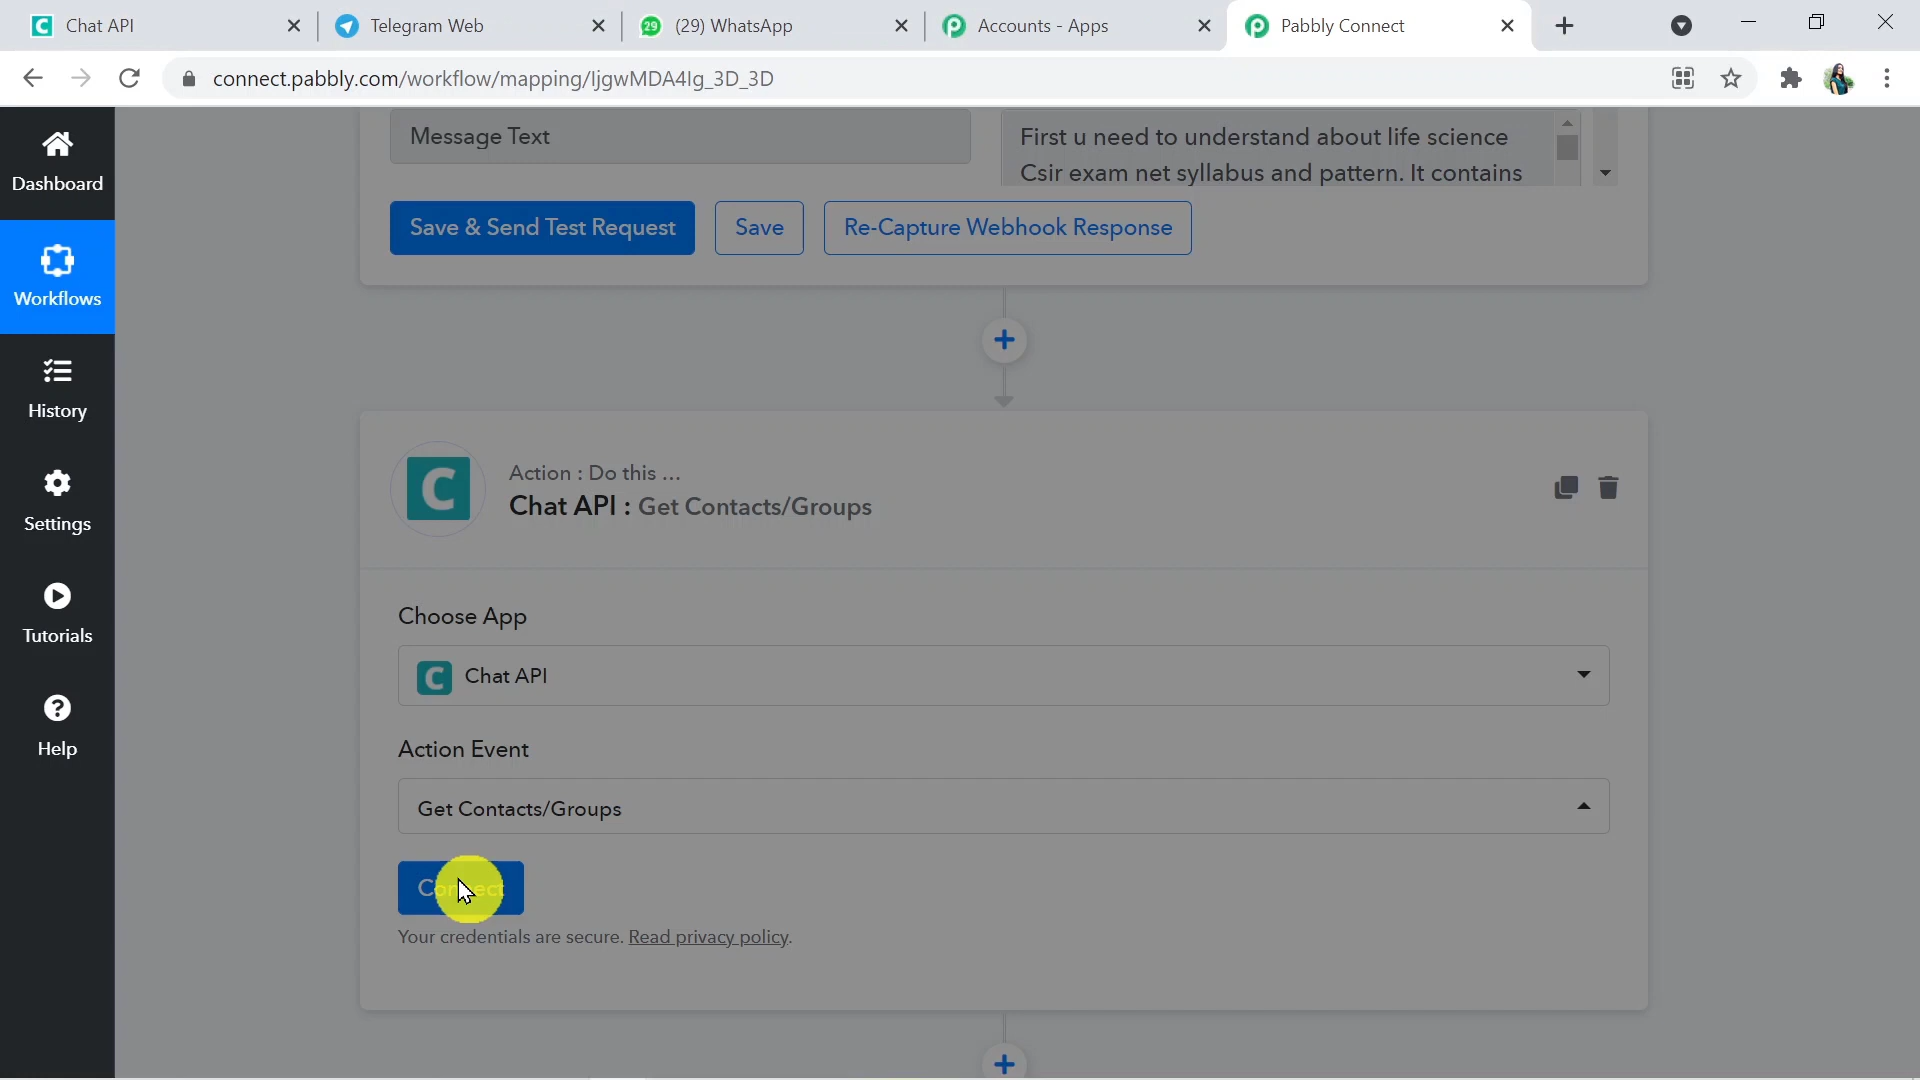 Chat API
Telegram Web
(29) WhatsApp
Accounts - Apps
Pabbly Connect
connect.pabbly.com/workflow/mapping/IjgwMDA4Ig_3D_3D
Dashboard
Workflows
History
Settings
Tutorials
Help
Message Text
First u need to understand about life science
Csir exam net syllabus and pattern. It contains
Save & Send Test Request
Save
Re-Capture Webhook Response
Action : Do this ...
Chat API : Get Contacts/Groups
Choose App
Chat API
Action Event
Get Contacts/Groups
Connect
Your credentials are secure. Read privacy policy.